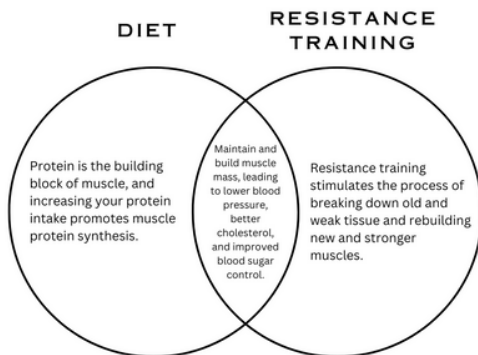 DIET
RESISTANCE
TRAINING
Protein is the building
block of muscle, and
increasing your protein
intake promotes muscle
protein synthesis.
Maintain and
build muscle
mass, leading
to lower blood
pressure,
better
cholesterol,
and improved
blood sugar
control.
Resistance training
stimulates the process of
breaking down old and
weak tissue and rebuilding
new and stronger
muscles.